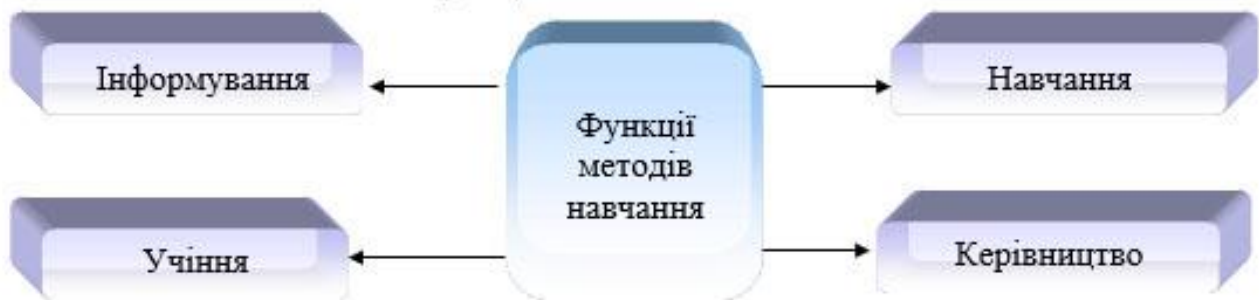 Інформування
Навчання
Функції
методів
навчання
Учіння
Керівництво